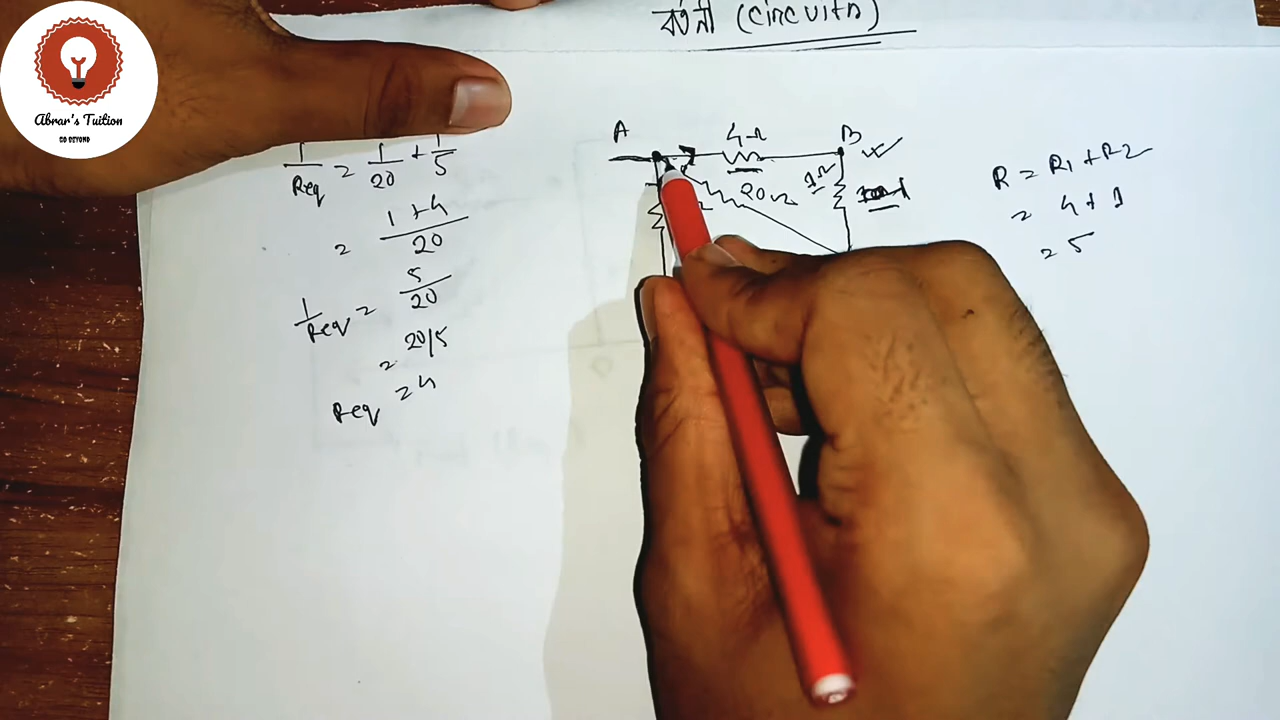 বর্তনী (Circuits)
Abrar's Tuition
GO BEYOND
1/Req = 1/20 + 1/5
= 1+4/20
1/Req = 5/20
= 20/5
Req = 4
A
4Ω
B
1Ω
20Ω
R = R1 + R2
= 4 + 1
= 5